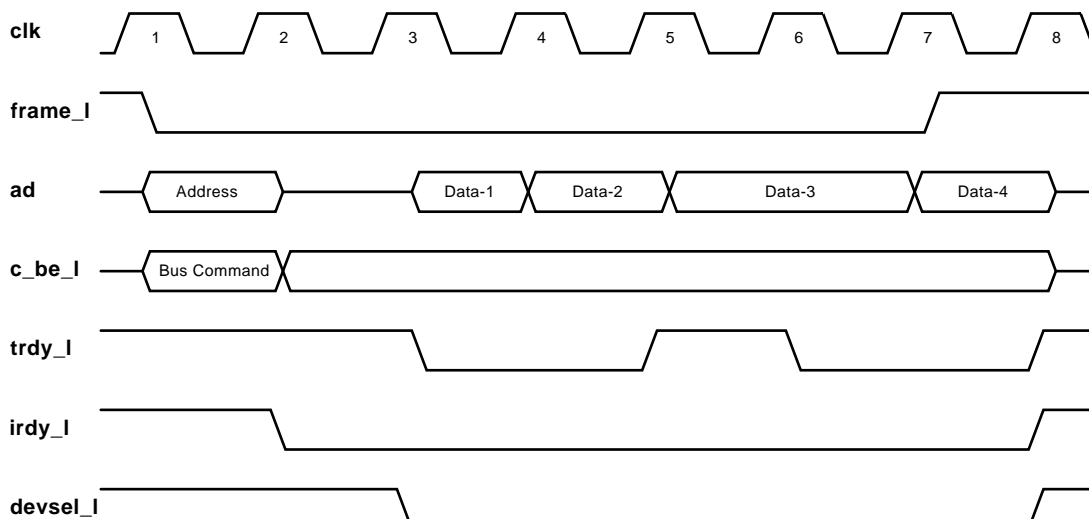 clk 1 2 3 4 5 6 7 8
frame_l
ad Address Data-1 Data-2 Data-3 Data-4
c_be_l Bus Command
trdy_l
irdy_l
devsel_l